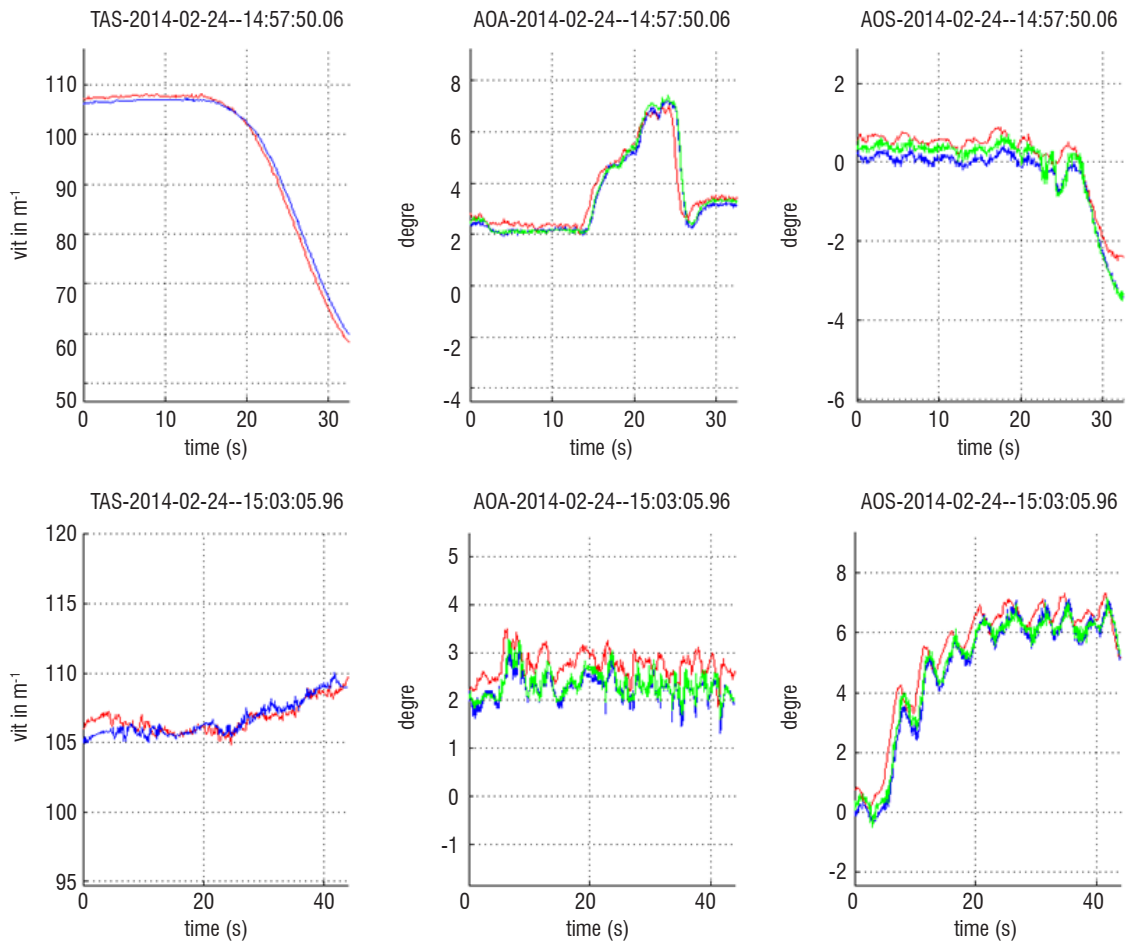 TAS-2014-02-24--14:57:50.06
110
100
90
80
70
60
50
vit in m-1
0 10 20 30
time (s)
AOA-2014-02-24--14:57:50.06
8
6
4
2
0
-2
-4
degre
0 10 20 30
time (s)
AOS-2014-02-24--14:57:50.06
2
0
-2
-4
-6
degre
0 10 20 30
time (s)
TAS-2014-02-24--15:03:05.96
120
115
110
105
100
95
vit in m-1
0 20 40
time (s)
AOA-2014-02-24--15:03:05.96
5
4
3
2
1
0
-1
degre
0 20 40
time (s)
AOS-2014-02-24--15:03:05.96
8
6
4
2
0
-2
degre
0 20 40
time (s)